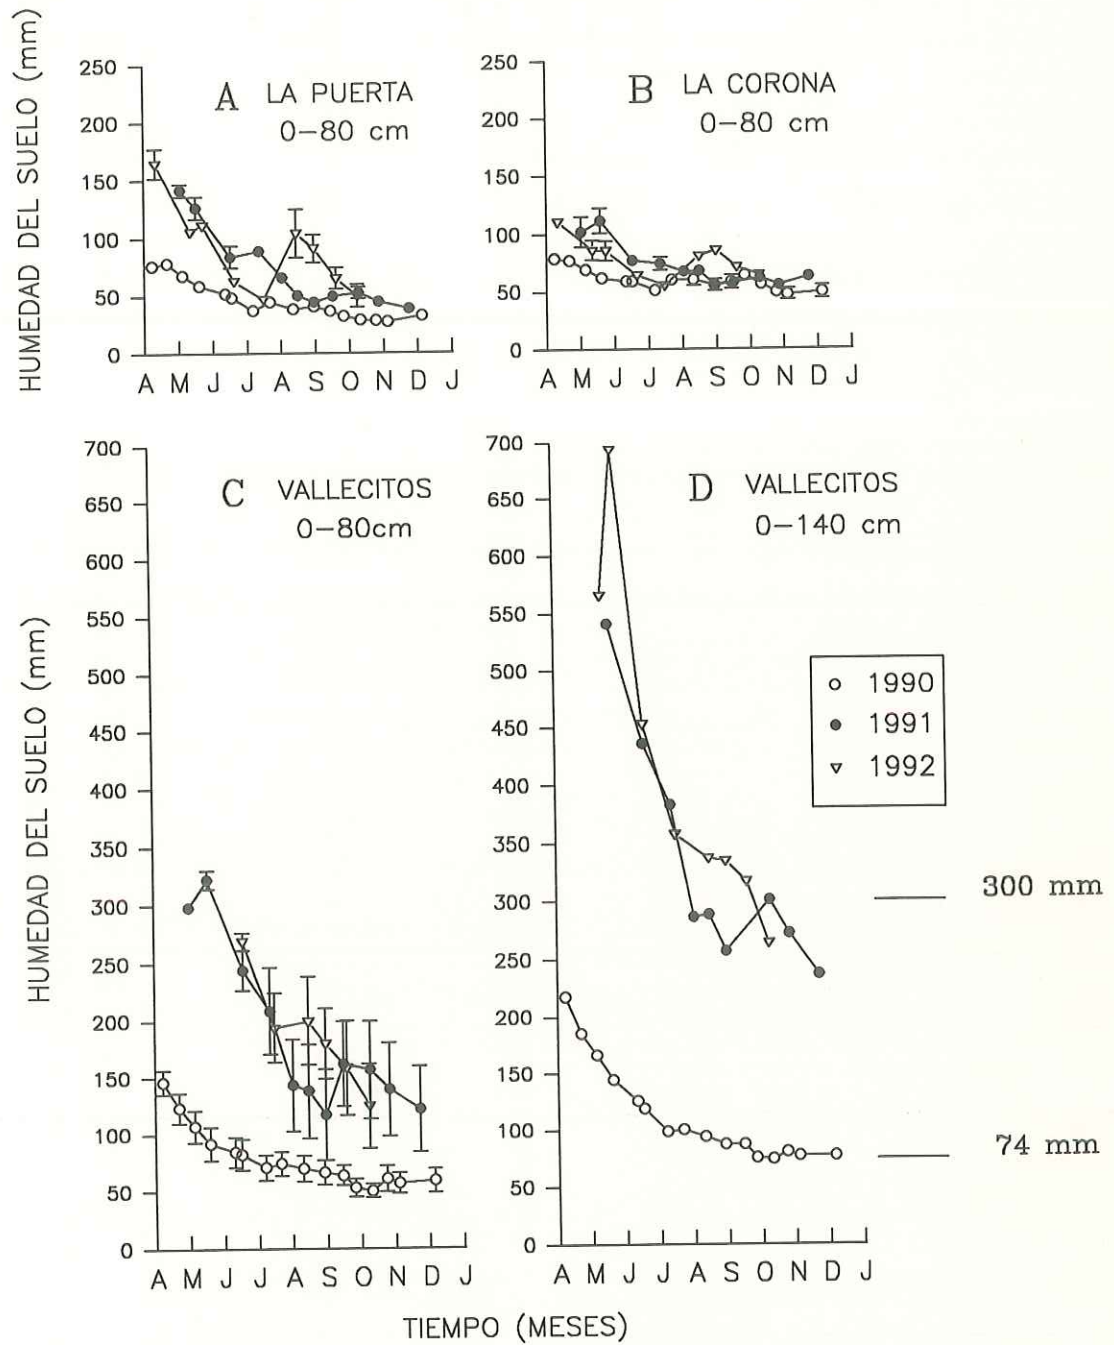 HUMEDAD DEL SUELO (mm)
250
200
150
100
50
0
A LA PUERTA
0-80 cm
A M J J A S O N D J
250
200
150
100
50
0
B LA CORONA
0-80 cm
A M J J A S O N D J
HUMEDAD DEL SUELO (mm)
700
650
600
550
500
450
400
350
300
250
200
150
100
50
0
C VALLECITOS
0-80cm
A M J J A S O N D J
700
650
600
550
500
450
400
350
300
250
200
150
100
50
0
D VALLECITOS
0-140 cm
1990
1991
1992
300 mm
74 mm
A M J J A S O N D J
TIEMPO (MESES)